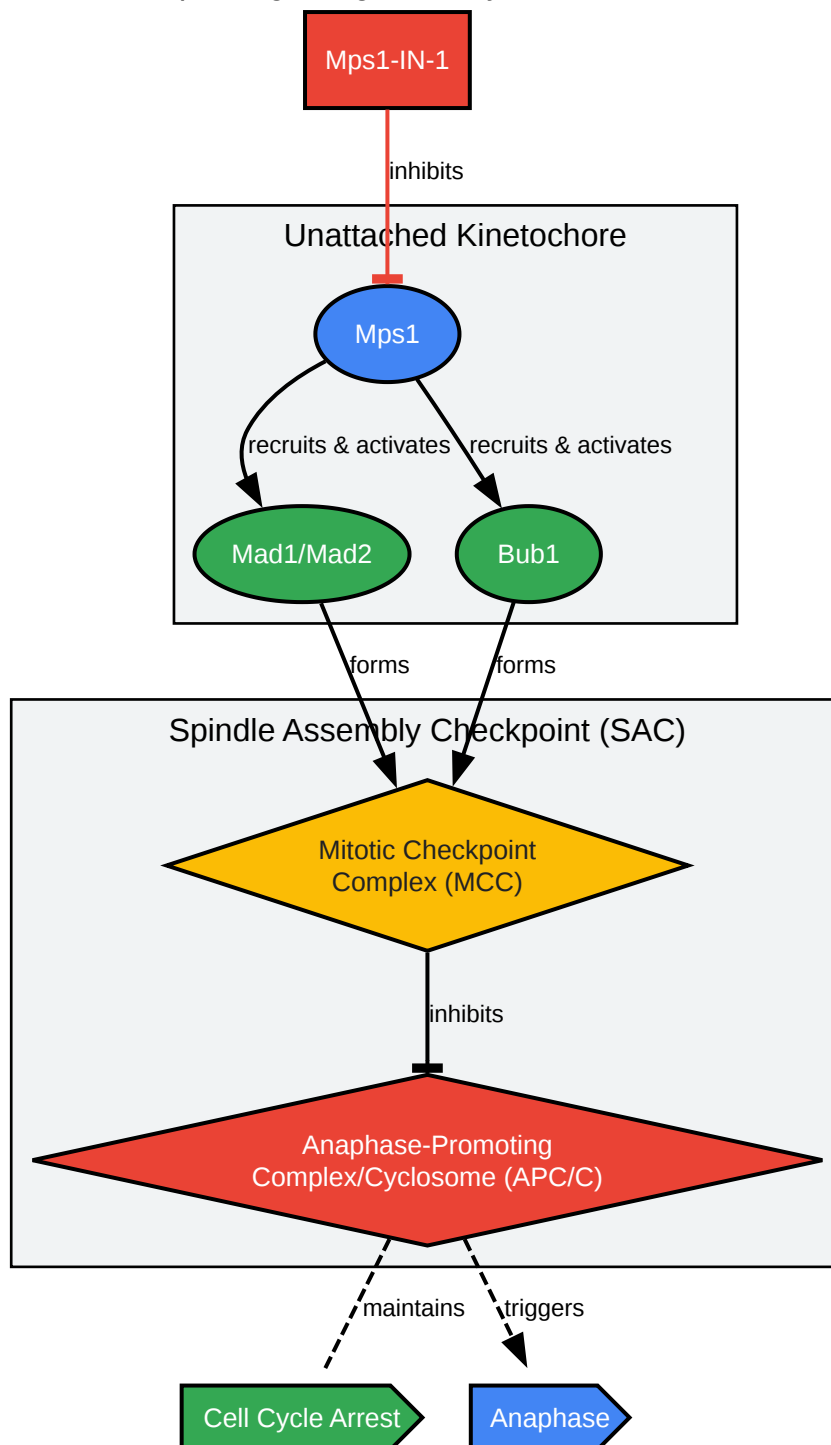 Mps1-IN-1
inhibits
Unattached Kinetochore
Mps1
recruits & activates
recruits & activates
Mad1/Mad2
Bub1
forms
forms
Spindle Assembly Checkpoint (SAC)
Mitotic Checkpoint
Complex (MCC)
inhibits
Anaphase-Promoting
Complex/Cyclosome (APC/C)
maintains
triggers
Cell Cycle Arrest
Anaphase